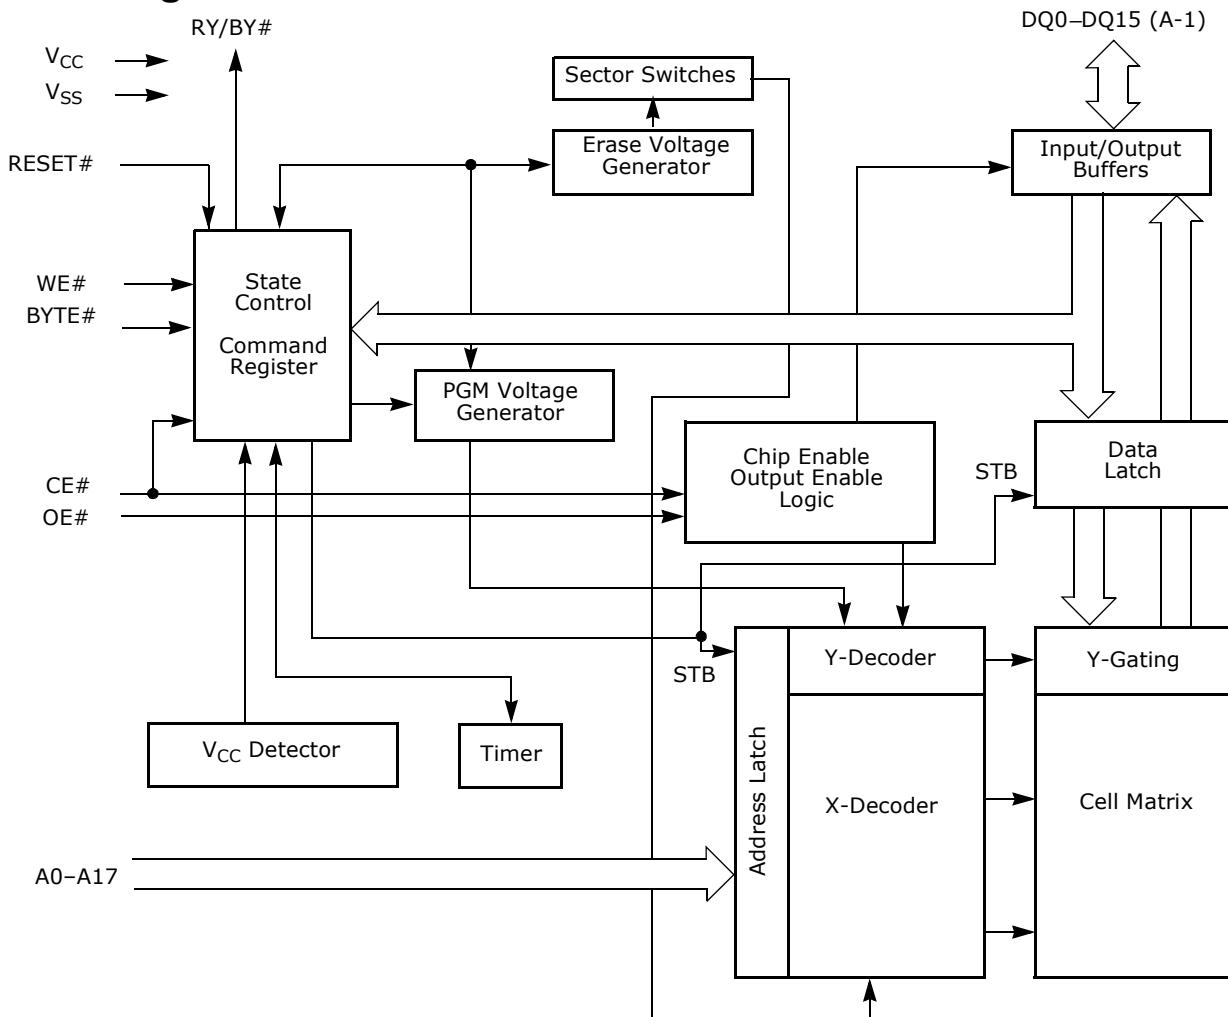 RY/BY#
DQ0–DQ15 (A-1)
VCC
VSS
Sector Switches
Erase Voltage
Generator
Input/Output
Buffers
RESET#
WE#
BYTE#
State
Control
Command
Register
PGM Voltage
Generator
Chip Enable
Output Enable
Logic
Data
Latch
STB
CE#
OE#
STB
Y-Decoder
Y-Gating
VCC Detector
Timer
Address Latch
X-Decoder
Cell Matrix
A0–A17